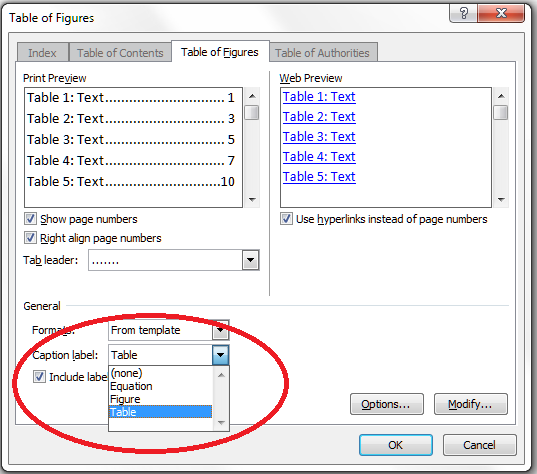 Table of Figures
?
Index
Table of Contents
Table of Figures
Table of Authorities
Print Preview
Table 1: Text.................................... 1
Table 2: Text.................................... 3
Table 3: Text.................................... 5
Table 4: Text.................................... 7
Table 5: Text...................................10
Web Preview
Table 1: Text
Table 2: Text
Table 3: Text
Table 4: Text
Table 5: Text
Show page numbers
Right align page numbers
Tab leader:
.......
Use hyperlinks instead of page numbers
General
Formats:
From template
Caption label:
Table
Include label
(none)
Equation
Figure
Table
Options...
Modify...
OK
Cancel